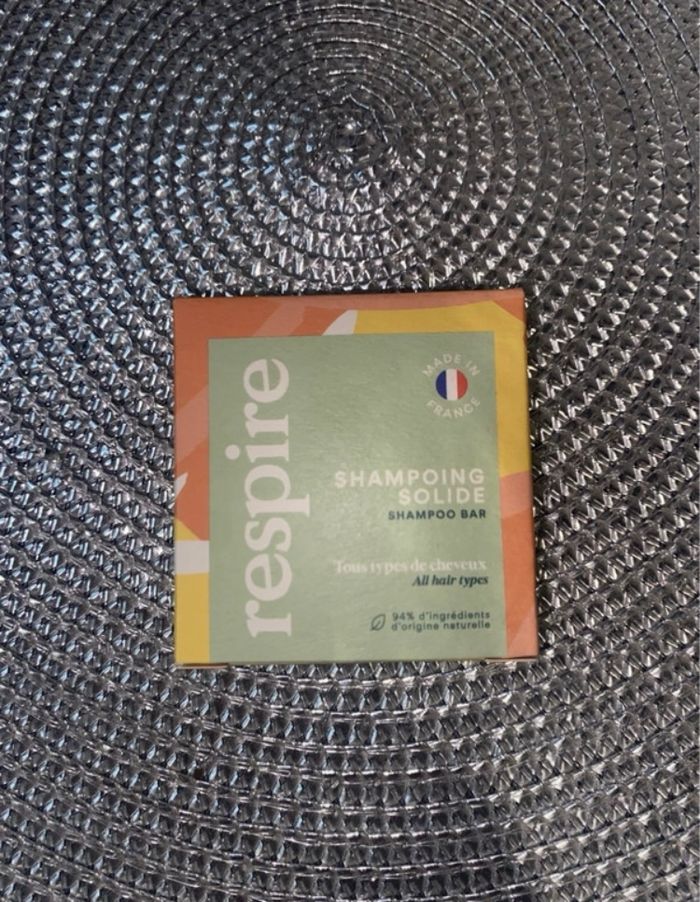 respire
MADE IN
FRANCE
SHAMPOING
SOLIDE
SHAMPOO BAR
Tous types de cheveux
All hair types
94% d'ingrédients
d'origine naturelle